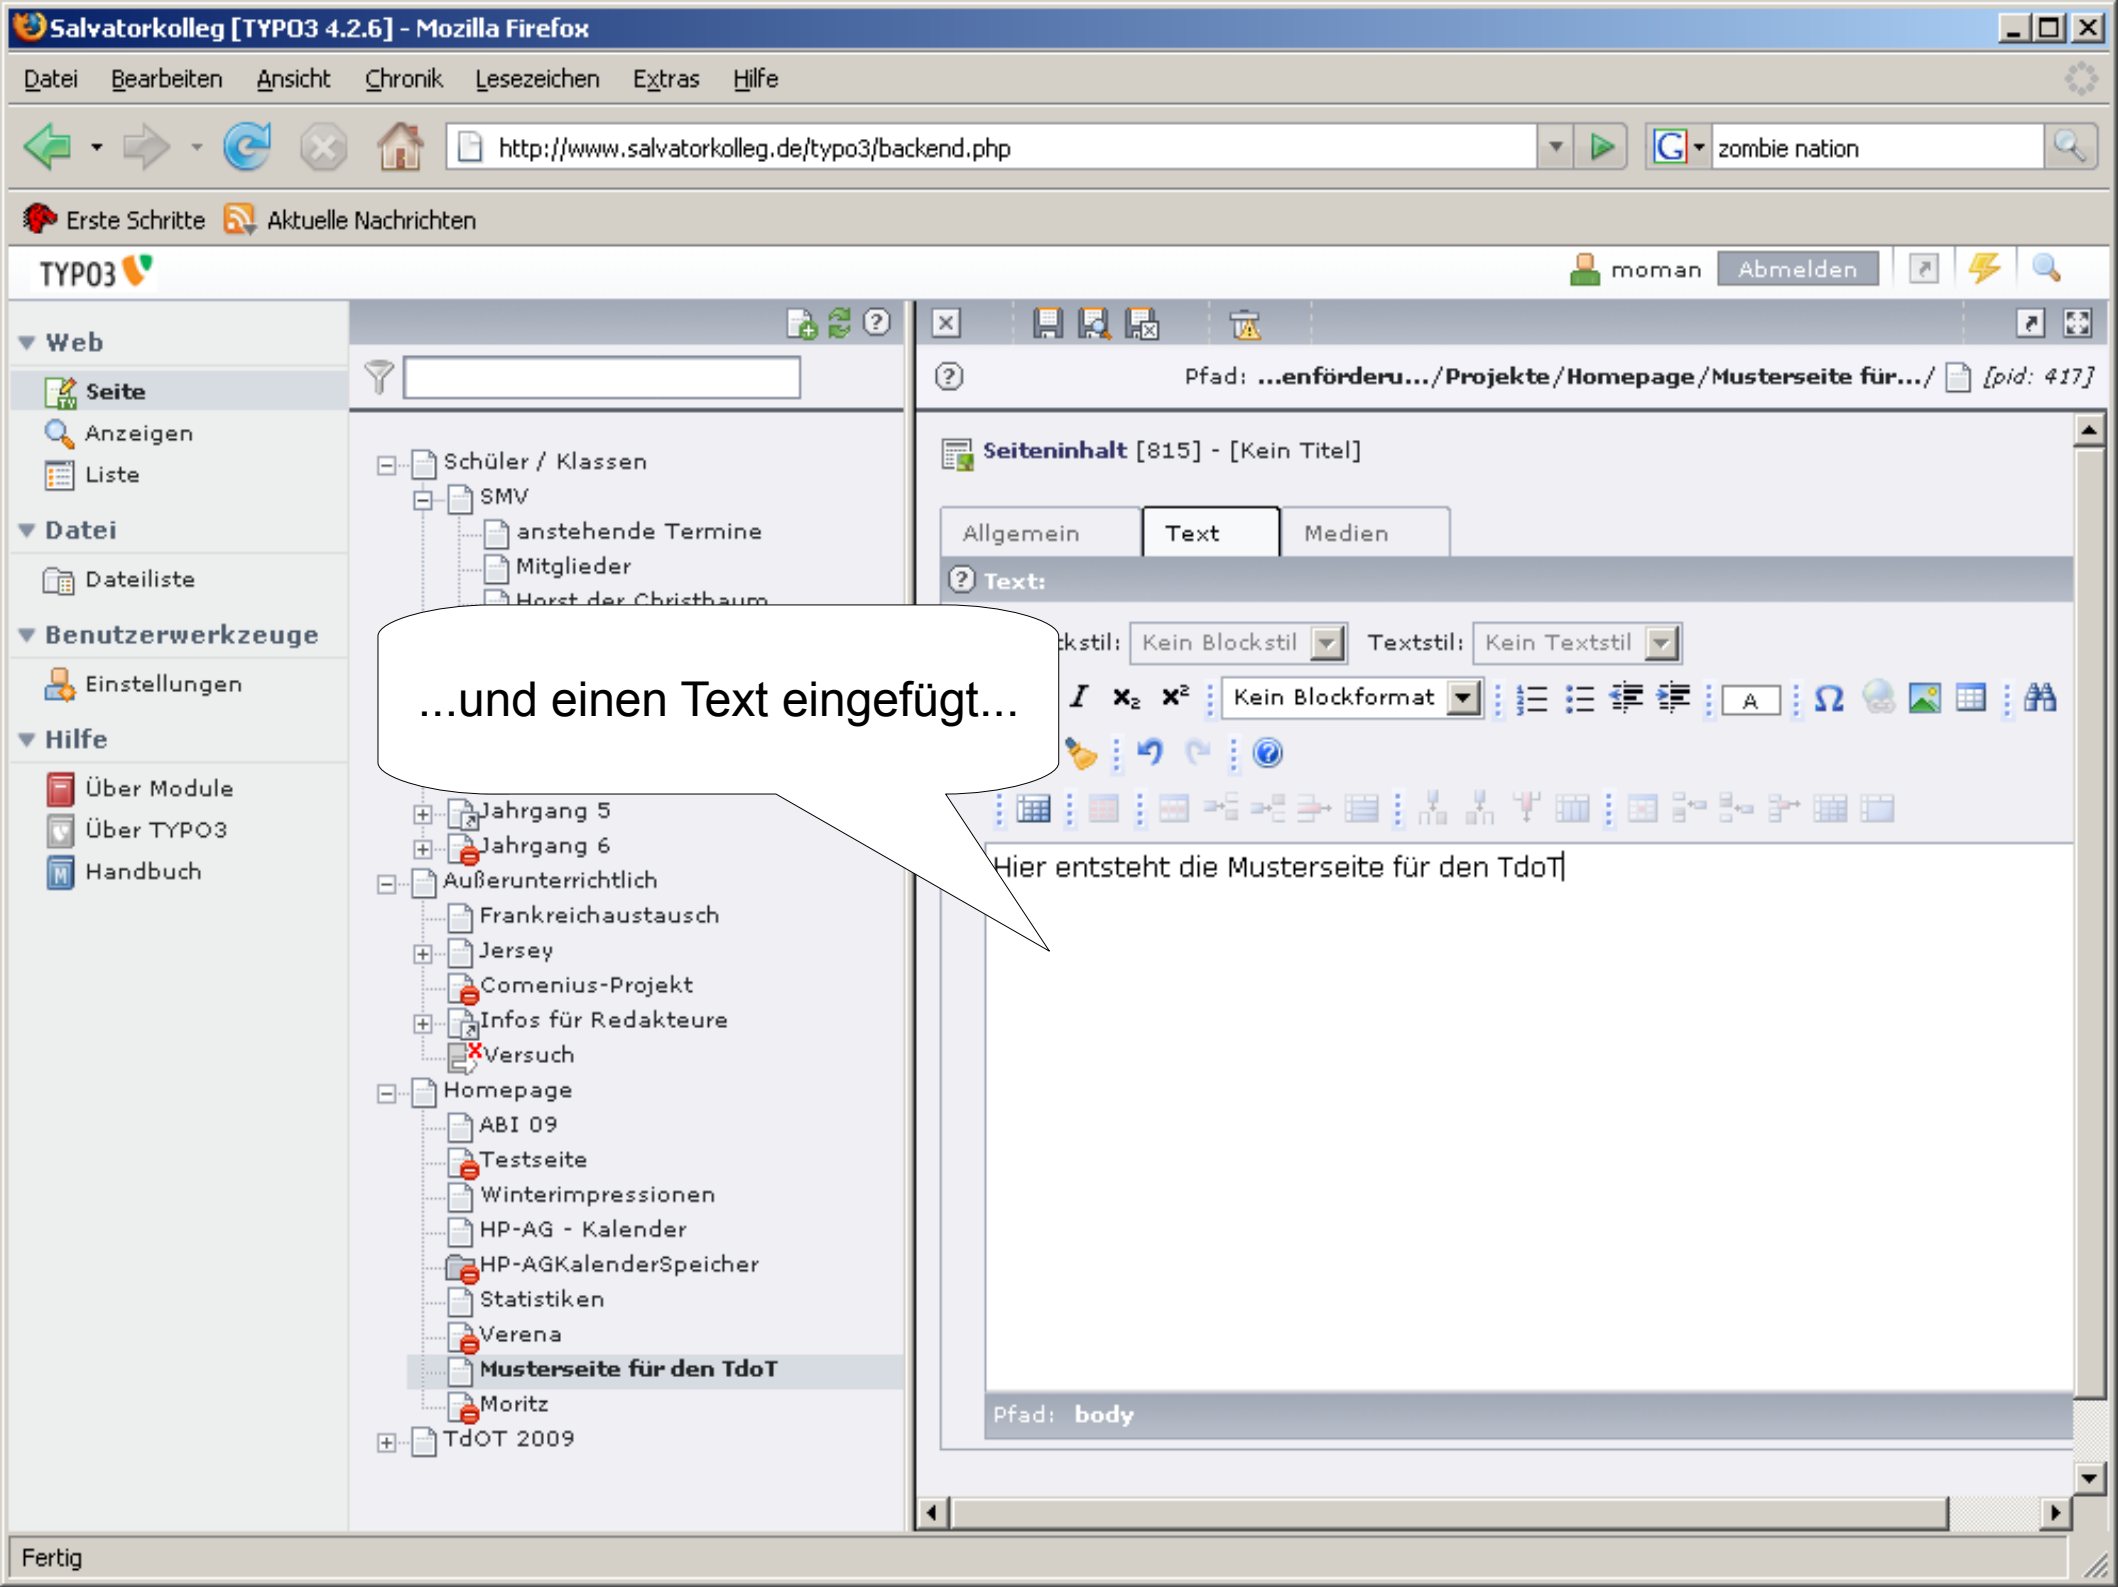 Salvatorkolleg [TYPO3 4.2.6] - Mozilla Firefox
Datei Bearbeiten Ansicht Chronik Lesezeichen Extras Hilfe
http://www.salvatorkolleg.de/typo3/backend.php
G zombie nation
Erste Schritte Aktuelle Nachrichten
TYPO3
moman Abmelden
Web
Seite
Anzeigen
Liste
Datei
Dateiliste
Benutzerwerkzeuge
Einstellungen
Hilfe
Über Module
Über TYPO3
Handbuch
Schüler / Klassen
SMV
anstehende Termine
Mitglieder
Horst der Christbaum
...und einen Text eingefügt...
Jahrgang 5
Jahrgang 6
Außerunterrichtlich
Frankreichaustausch
Jersey
Comenius-Projekt
Infos für Redakteure
Versuch
Homepage
ABI 09
Testseite
Winterimpressionen
HP-AG - Kalender
HP-AGKalenderSpeicher
Statistiken
Verena
Musterseite für den TdoT
Moritz
TdOT 2009
Pfad: ...enförderu.../Projekte/Homepage/Musterseite für.../ [pid: 417]
Seiteninhalt [815] - [Kein Titel]
Allgemein Text Medien
Text:
ckstil: Kein Blockstil Textstil: Kein Textstil
I x₂ x² Kein Blockformat A Ω
Hier entsteht die Musterseite für den TdoT
Pfad: body
Fertig